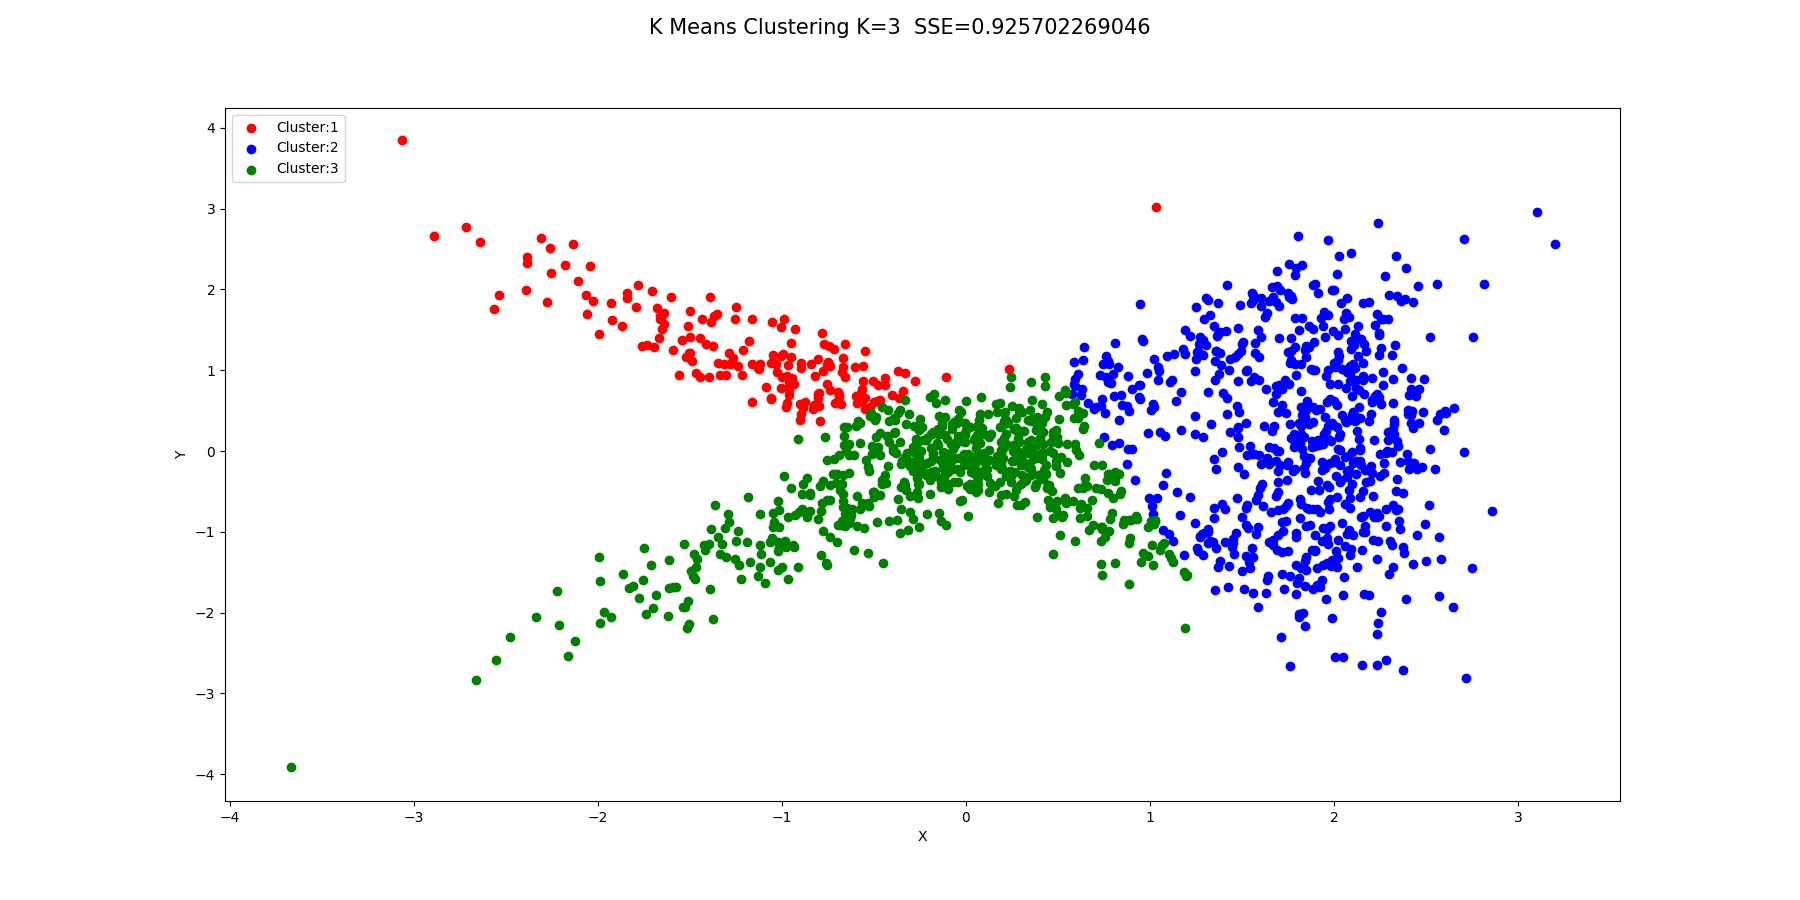 K Means Clustering K=3  SSE=0.925702269046
Cluster:1
Cluster:2
Cluster:3
4
3
2
1
0
−1
−2
−3
−4
Y
−4 −3 −2 −1 0 1 2 3
X